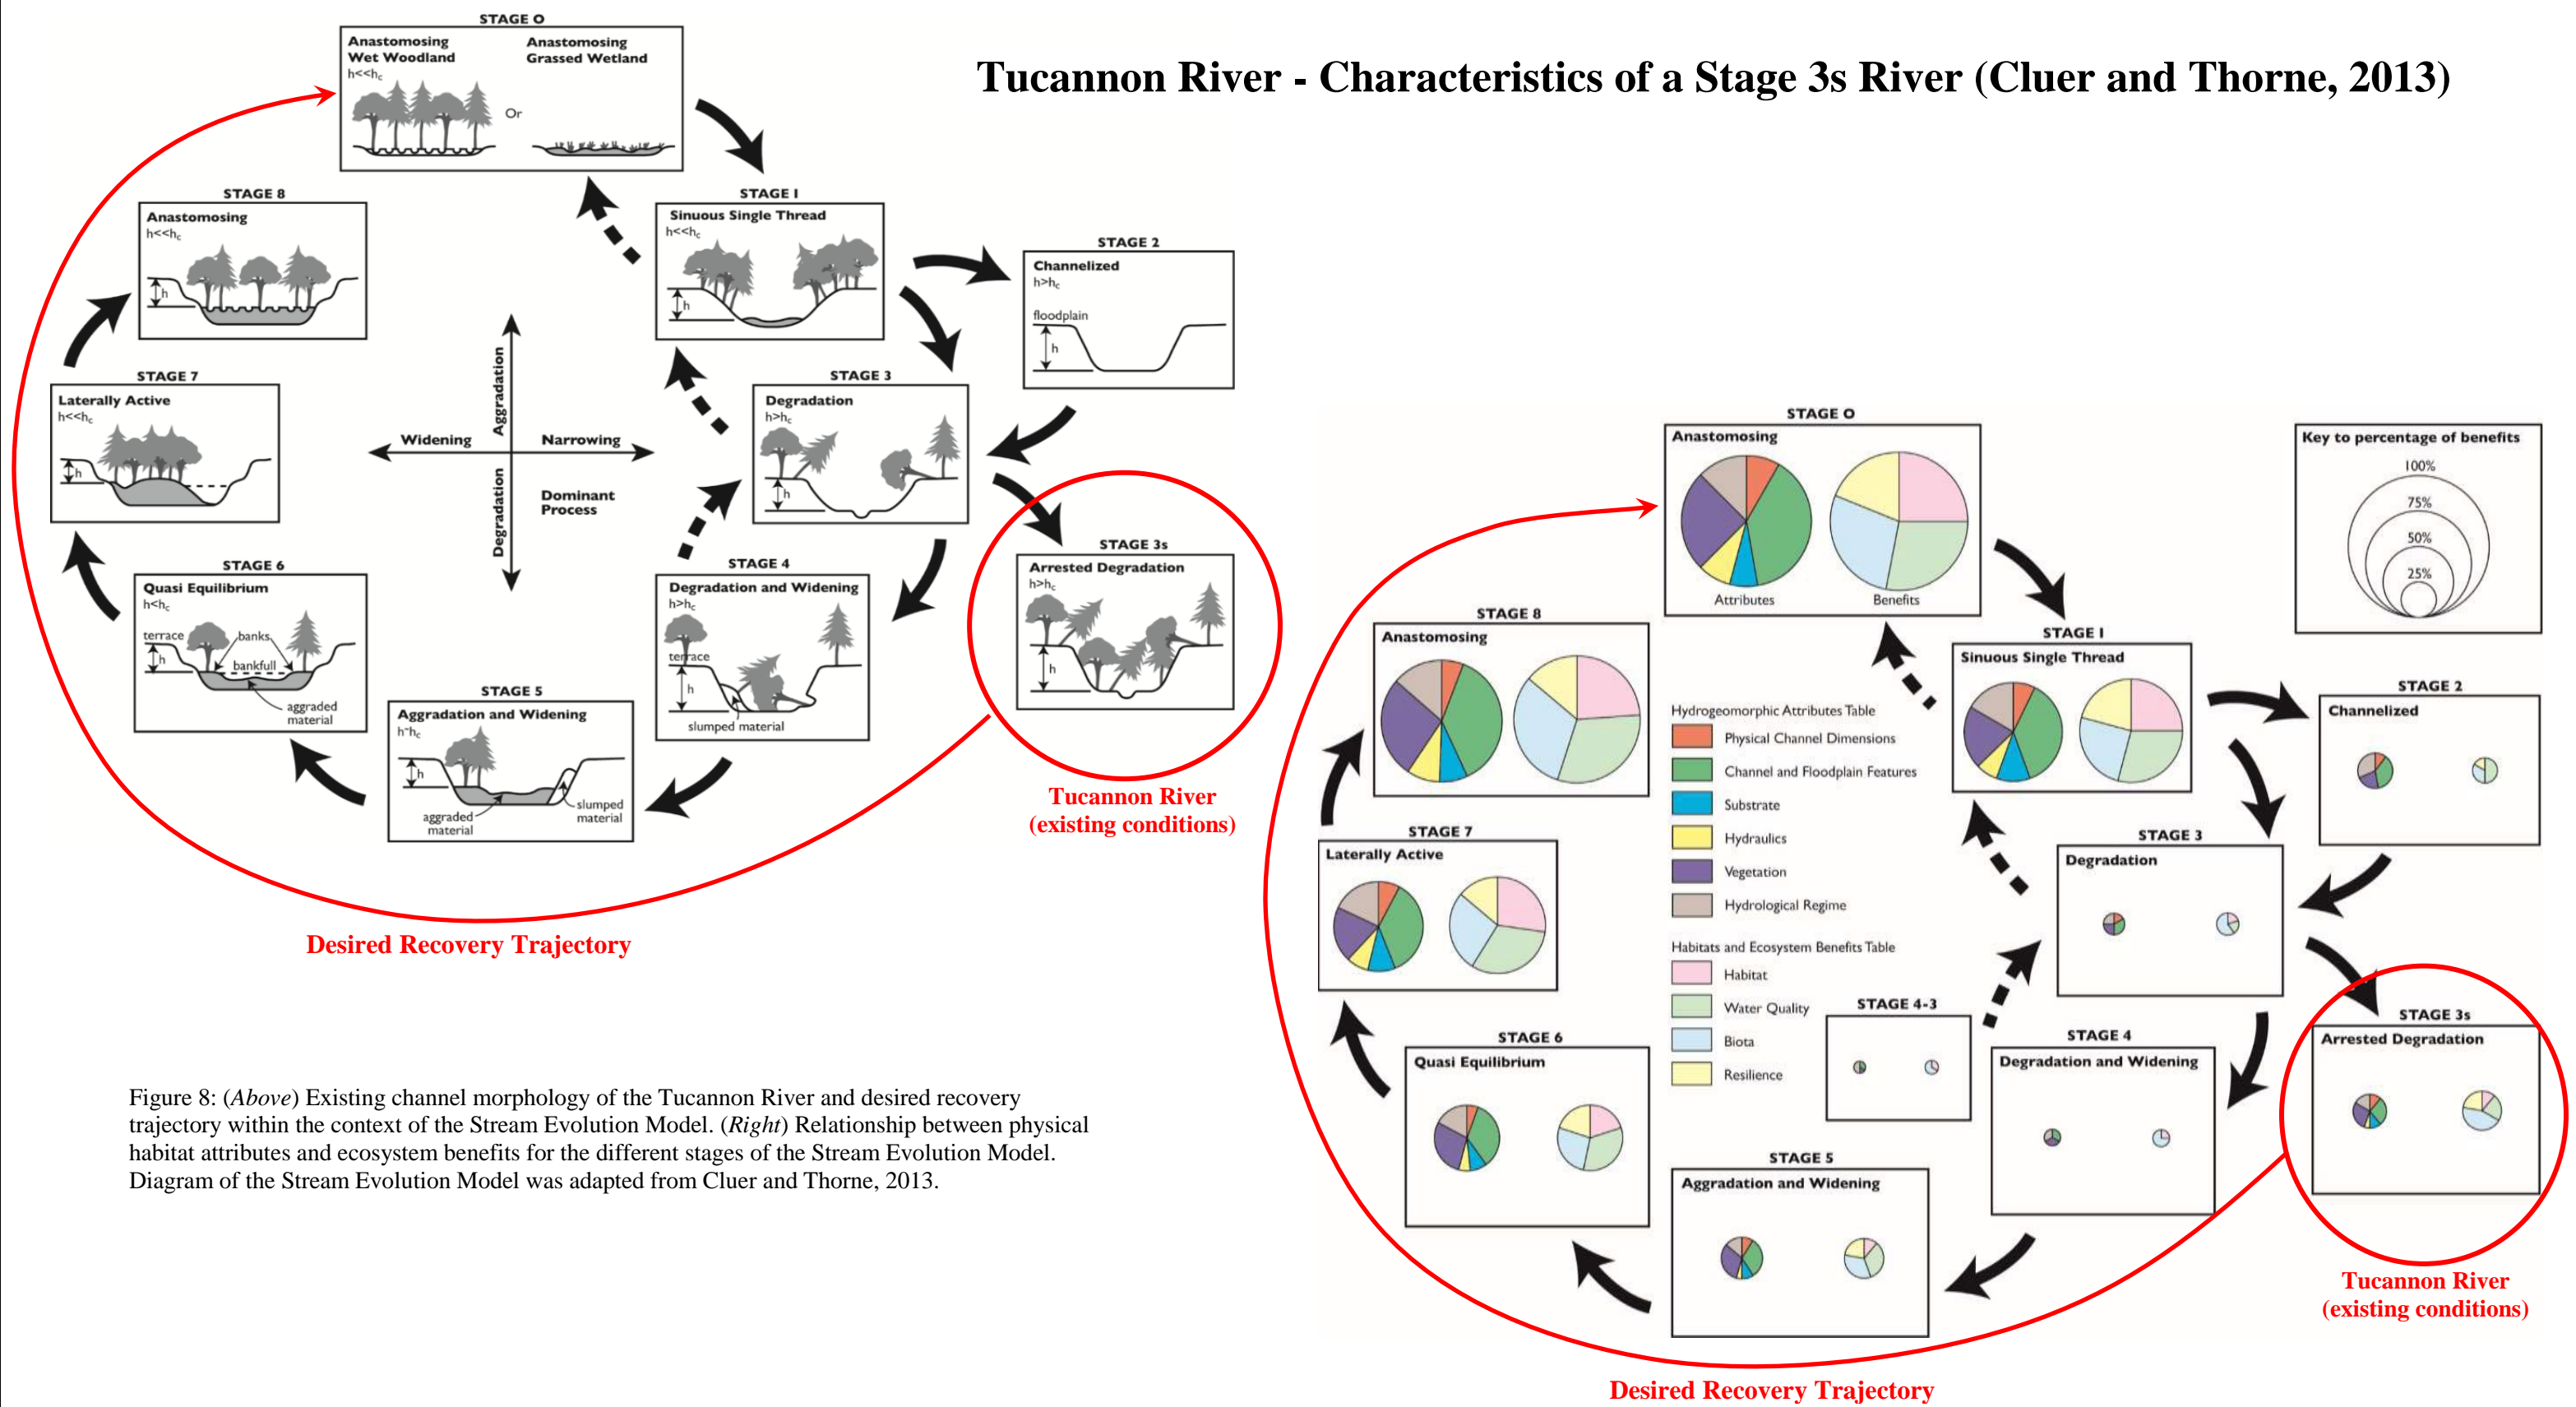 Tucannon River - Characteristics of a Stage 3s River (Cluer and Thorne, 2013)
STAGE O
Anastomosing
Wet Woodland
h<<hc
Or
Anastomosing
Grassed Wetland
STAGE I
Sinuous Single Thread
h<<hc
h
STAGE 2
Channelized
h>hc
floodplain
h
STAGE 3
Degradation
h>hc
h
STAGE 3s
Arrested Degradation
h>hc
h
Tucannon River
(existing conditions)
STAGE 4
Degradation and Widening
h>hc
terrace
h
slumped material
STAGE 5
Aggradation and Widening
h~hc
h
aggraded
material
slumped
material
STAGE 6
Quasi Equilibrium
h<hc
terrace
banks
h
bankfull
aggraded
material
STAGE 7
Laterally Active
h<<hc
h
STAGE 8
Anastomosing
h<<hc
h
Aggradation
Widening
Narrowing
Degradation
Dominant
Process
Desired Recovery Trajectory
Figure 8: (Above) Existing channel morphology of the Tucannon River and desired recovery
trajectory within the context of the Stream Evolution Model. (Right) Relationship between physical
habitat attributes and ecosystem benefits for the different stages of the Stream Evolution Model.
Diagram of the Stream Evolution Model was adapted from Cluer and Thorne, 2013.
STAGE O
Anastomosing
Attributes
Benefits
Key to percentage of benefits
100%
75%
50%
25%
STAGE I
Sinuous Single Thread
STAGE 2
Channelized
STAGE 3
Degradation
STAGE 3s
Arrested Degradation
Tucannon River
(existing conditions)
STAGE 4-3
STAGE 4
Degradation and Widening
STAGE 5
Aggradation and Widening
STAGE 6
Quasi Equilibrium
STAGE 7
Laterally Active
STAGE 8
Anastomosing
Hydrogeomorphic Attributes Table
Physical Channel Dimensions
Channel and Floodplain Features
Substrate
Hydraulics
Vegetation
Hydrological Regime
Habitats and Ecosystem Benefits Table
Habitat
Water Quality
Biota
Resilience
Desired Recovery Trajectory